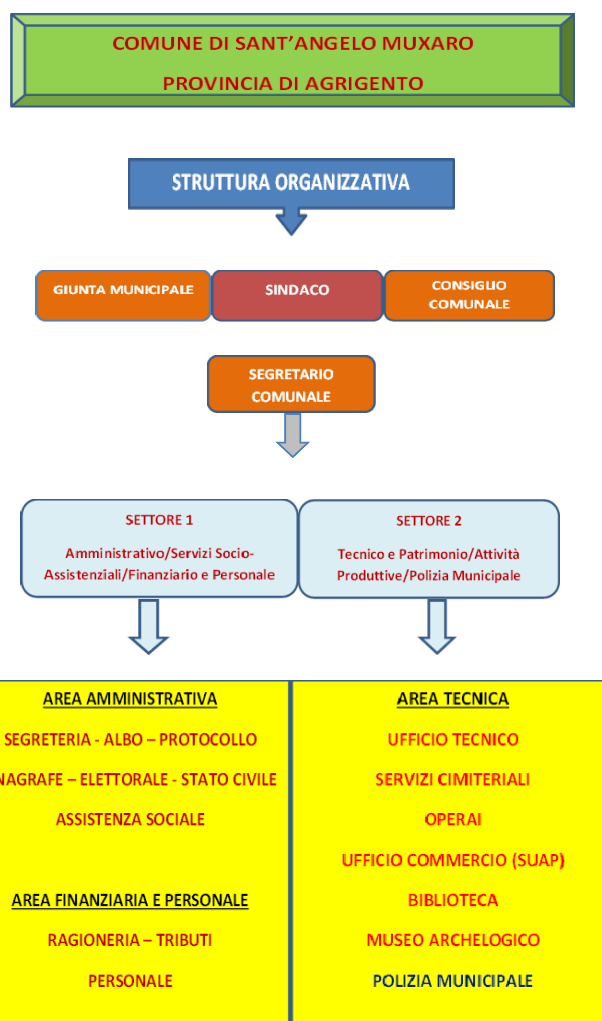 COMUNE DI SANT'ANGELO MUXARO
PROVINCIA DI AGRIGENTO
STRUTTURA ORGANIZZATIVA
GIUNTA MUNICIPALE
SINDACO
CONSIGLIO
COMUNALE
SEGRETARIO
COMUNALE
SETTORE 1
Amministrativo/Servizi Socio-
Assistenziali/Finanziario e Personale
SETTORE 2
Tecnico e Patrimonio/Attività
Produttive/Polizia Municipale
AREA AMMINISTRATIVA
SEGRETERIA - ALBO – PROTOCOLLO
NAGRAFE – ELETTORALE - STATO CIVILE
ASSISTENZA SOCIALE
AREA FINANZIARIA E PERSONALE
RAGIONERIA – TRIBUTI
PERSONALE
AREA TECNICA
UFFICIO TECNICO
SERVIZI CIMITERIALI
OPERAI
UFFICIO COMMERCIO (SUAP)
BIBLIOTECA
MUSEO ARCHELOGICO
POLIZIA MUNICIPALE